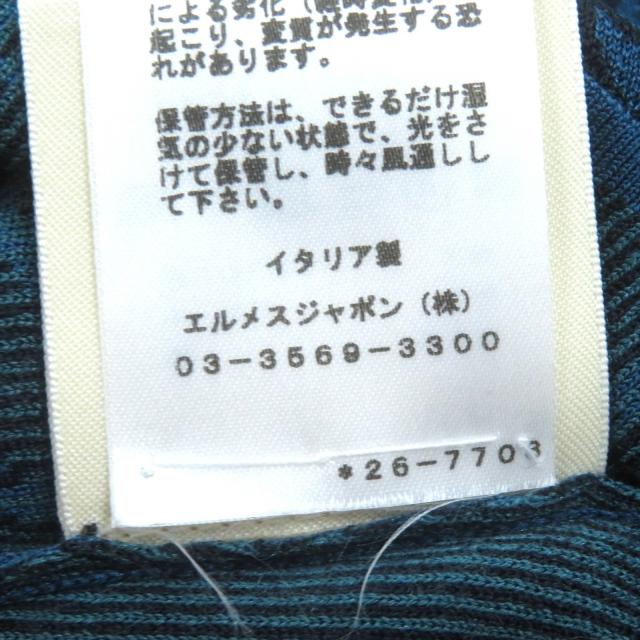 による劣化
起こり、変質が発生する恐
れがあります。
保管方法は、できるだけ湿
気の少ない状態で、光をさ
けて保管し、時々風通しし
て下さい。
イタリア製
エルメスジャポン（株）
03-3569-3300
*26-7703